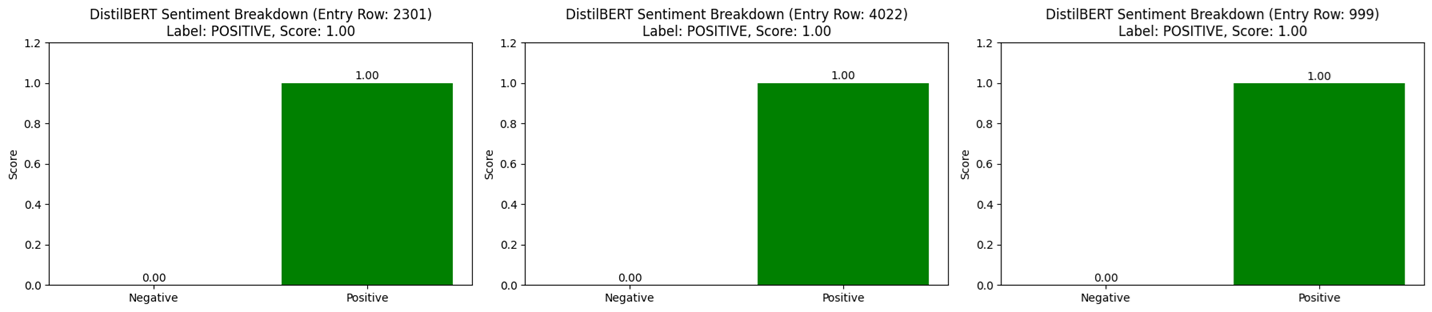 DistilBERT Sentiment Breakdown (Entry Row: 2301)
Label: POSITIVE, Score: 1.00
1.2
1.0
0.8
0.6
0.4
0.2
0.0
Score
0.00
1.00
Negative
Positive
DistilBERT Sentiment Breakdown (Entry Row: 4022)
Label: POSITIVE, Score: 1.00
1.2
1.0
0.8
0.6
0.4
0.2
0.0
Score
0.00
1.00
Negative
Positive
DistilBERT Sentiment Breakdown (Entry Row: 999)
Label: POSITIVE, Score: 1.00
1.2
1.0
0.8
0.6
0.4
0.2
0.0
Score
0.00
1.00
Negative
Positive